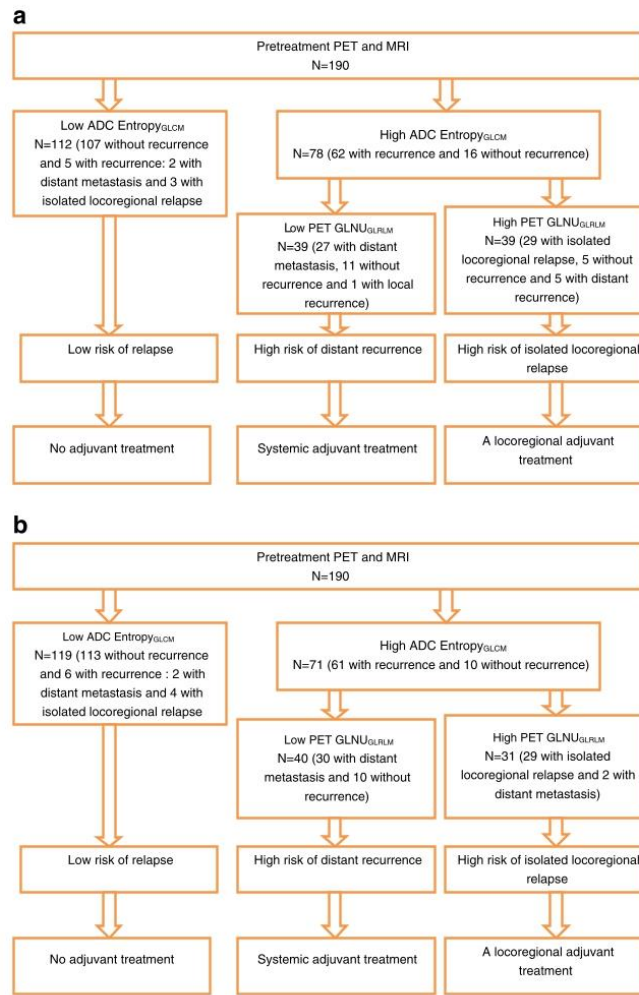 a
Pretreatment PET and MRI
N=190
Low ADC EntropyGLCM
N=112 (107 without recurrence
and 5 with recurrence: 2 with
distant metastasis and 3 with
isolated locoregional relapse
High ADC EntropyGLCM
N=78 (62 with recurrence and 16 without recurrence)
Low PET GLNUGLRLM
N=39 (27 with distant
metastasis, 11 without
recurrence and 1 with local
recurrence)
High PET GLNUGLRLM
N=39 (29 with isolated
locoregional relapse, 5 without
recurrence and 5 with distant
recurrence)
Low risk of relapse
High risk of distant recurrence
High risk of isolated locoregional
relapse
No adjuvant treatment
Systemic adjuvant treatment
A locoregional adjuvant
treatment
b
Pretreatment PET and MRI
N=190
Low ADC EntropyGLCM
N=119 (113 without recurrence
and 6 with recurrence : 2 with
distant metastasis and 4 with
isolated locoregional relapse
High ADC EntropyGLCM
N=71 (61 with recurrence and 10 without recurrence)
Low PET GLNUGLRLM
N=40 (30 with distant
metastasis and 10 without
recurrence)
High PET GLNUGLRLM
N=31 (29 with isolated
locoregional relapse and 2 with
distant metastasis)
Low risk of relapse
High risk of distant recurrence
High risk of isolated locoregional
relapse
No adjuvant treatment
Systemic adjuvant treatment
A locoregional adjuvant
treatment